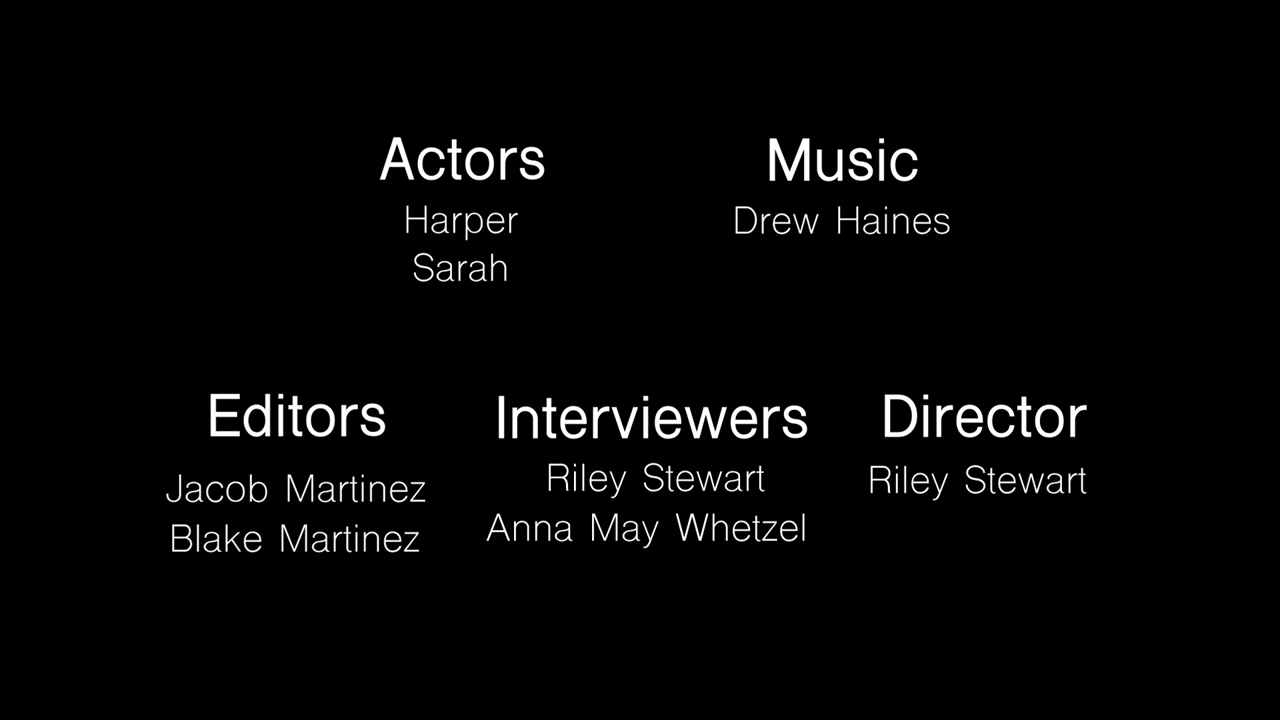 Actors
Harper
Sarah
Music
Drew Haines
Editors
Jacob Martinez
Blake Martinez
Interviewers
Riley Stewart
Anna May Whetzel
Director
Riley Stewart